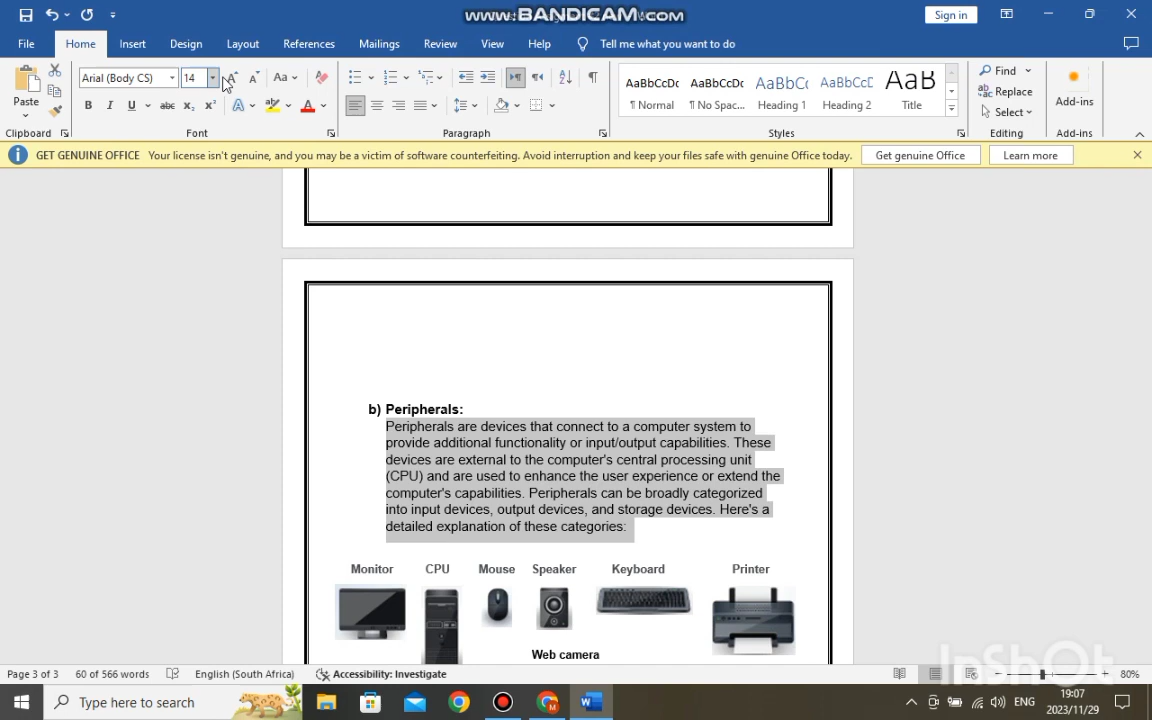 www.BANDICAM.com
Sign in
File Home Insert Design Layout References Mailings Review View Help Tell me what you want to do
Arial (Body CS) 14 A A Aa
Paste
B I U abc x₂ x² A A
Clipboard Font Paragraph Styles Editing Add-ins
AaBbCcDc AaBbCcDc AaBbCc AaBbCcD AaB
¶ Normal ¶ No Spac... Heading 1 Heading 2 Title
Find
Replace
Select
Add-ins
GET GENUINE OFFICE Your license isn't genuine, and you may be a victim of software counterfeiting. Avoid interruption and keep your files safe with genuine Office today. Get genuine Office Learn more
b) Peripherals:
Peripherals are devices that connect to a computer system to
provide additional functionality or input/output capabilities. These
devices are external to the computer's central processing unit
(CPU) and are used to enhance the user experience or extend the
computer's capabilities. Peripherals can be broadly categorized
into input devices, output devices, and storage devices. Here's a
detailed explanation of these categories:
Monitor CPU Mouse Speaker Keyboard Printer
Web camera
InShOt
Page 3 of 3 60 of 566 words English (South Africa) Accessibility: Investigate 80%
Type here to search
ENG
19:07
2023/11/29